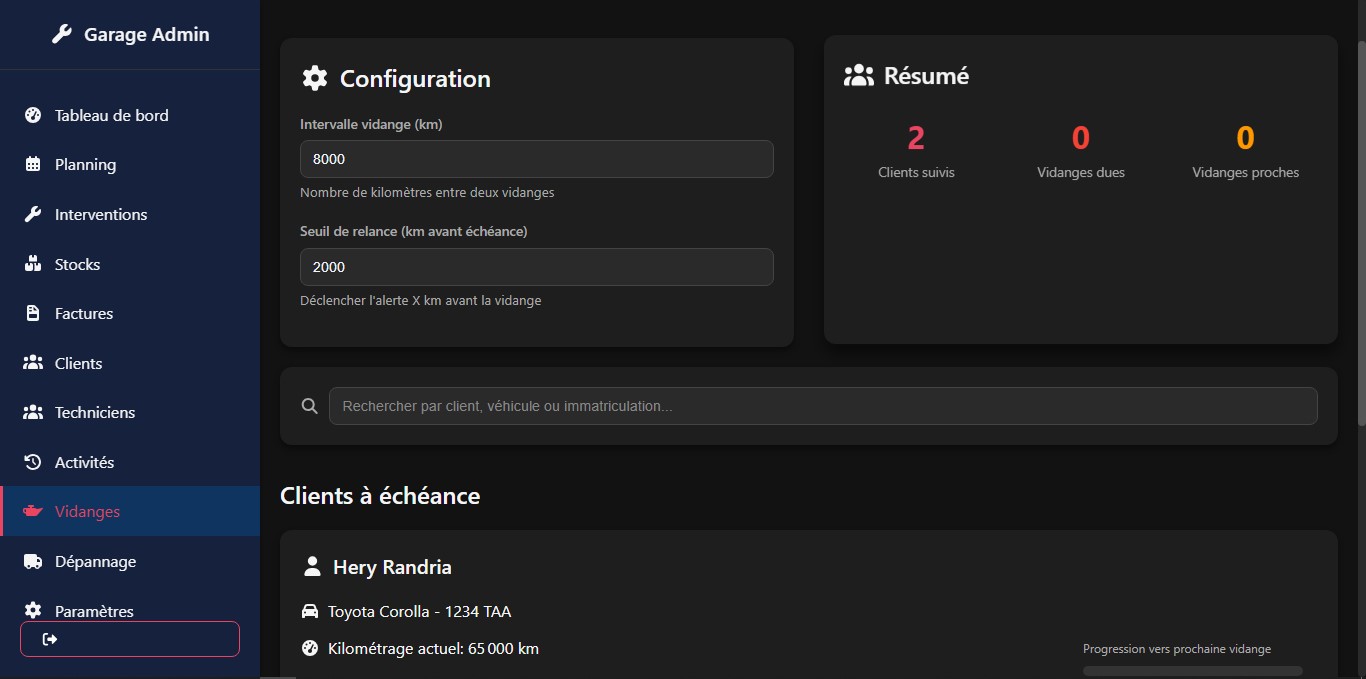 Garage Admin
Tableau de bord
Planning
Interventions
Stocks
Factures
Clients
Techniciens
Activités
Vidanges
Dépannage
Paramètres
Configuration
Intervalle vidange (km)
8000
Nombre de kilomètres entre deux vidanges
Seuil de relance (km avant échéance)
2000
Déclencher l'alerte X km avant la vidange
Résumé
2
Clients suivis
0
Vidanges dues
0
Vidanges proches
Rechercher par client, véhicule ou immatriculation...
Clients à échéance
Hery Randria
Toyota Corolla - 1234 TAA
Kilométrage actuel: 65 000 km
Progression vers prochaine vidange